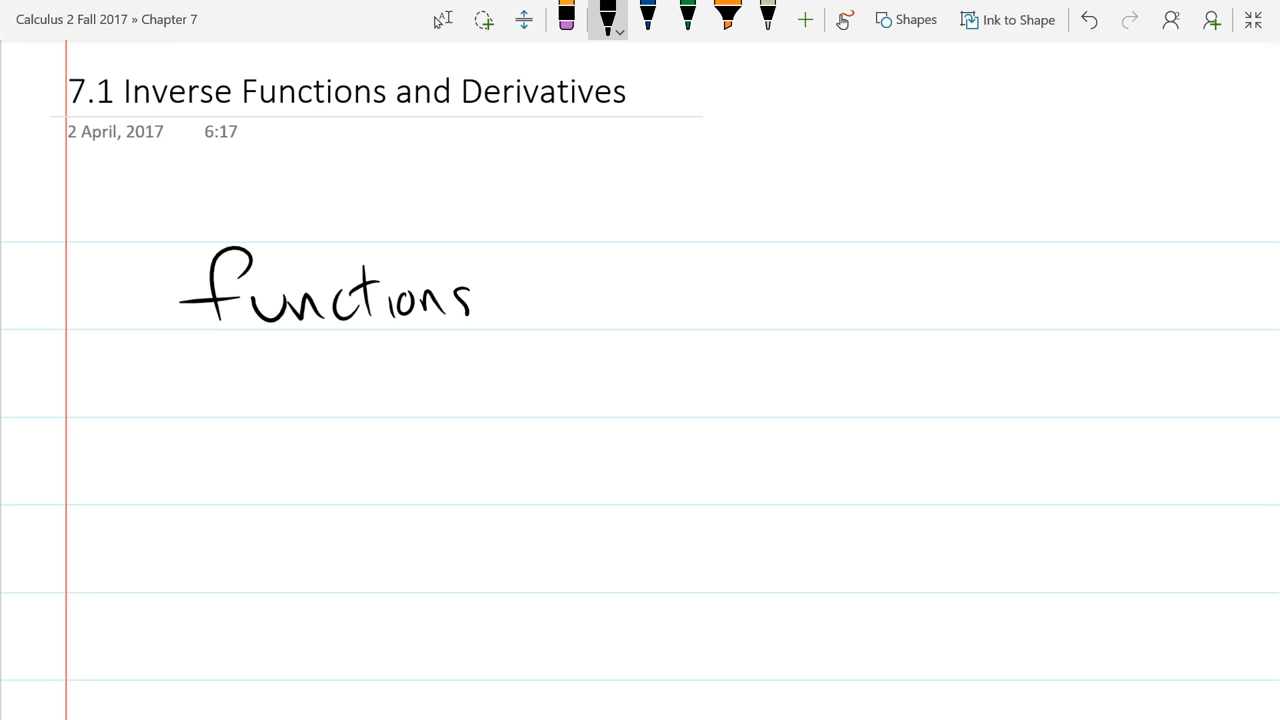 Calculus 2 Fall 2017 » Chapter 7
Shapes
Ink to Shape
7.1 Inverse Functions and Derivatives
2 April, 2017 6:17
functions